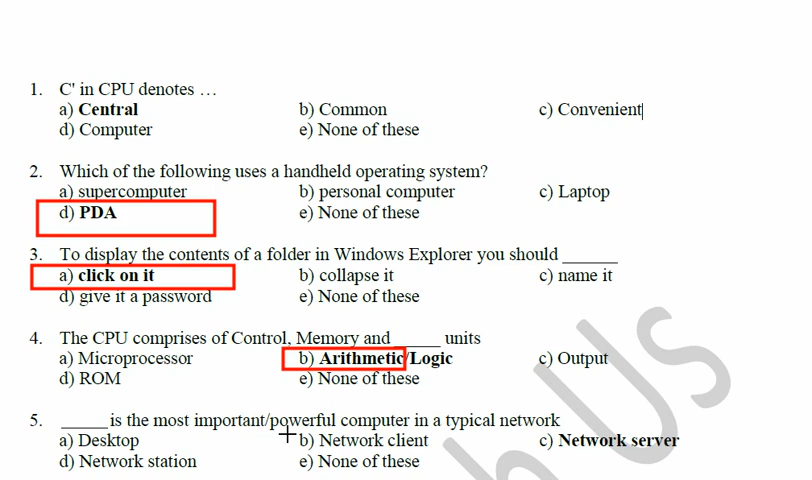 1. C' in CPU denotes …
a) Central b) Common c) Convenient
d) Computer e) None of these
2. Which of the following uses a handheld operating system?
a) supercomputer b) personal computer c) Laptop
d) PDA e) None of these
3. To display the contents of a folder in Windows Explorer you should ______
a) click on it b) collapse it c) name it
d) give it a password e) None of these
4. The CPU comprises of Control, Memory and _____ units
a) Microprocessor b) Arithmetic/Logic c) Output
d) ROM e) None of these
5. _____ is the most important/powerful computer in a typical network
a) Desktop b) Network client c) Network server
d) Network station e) None of these
Us